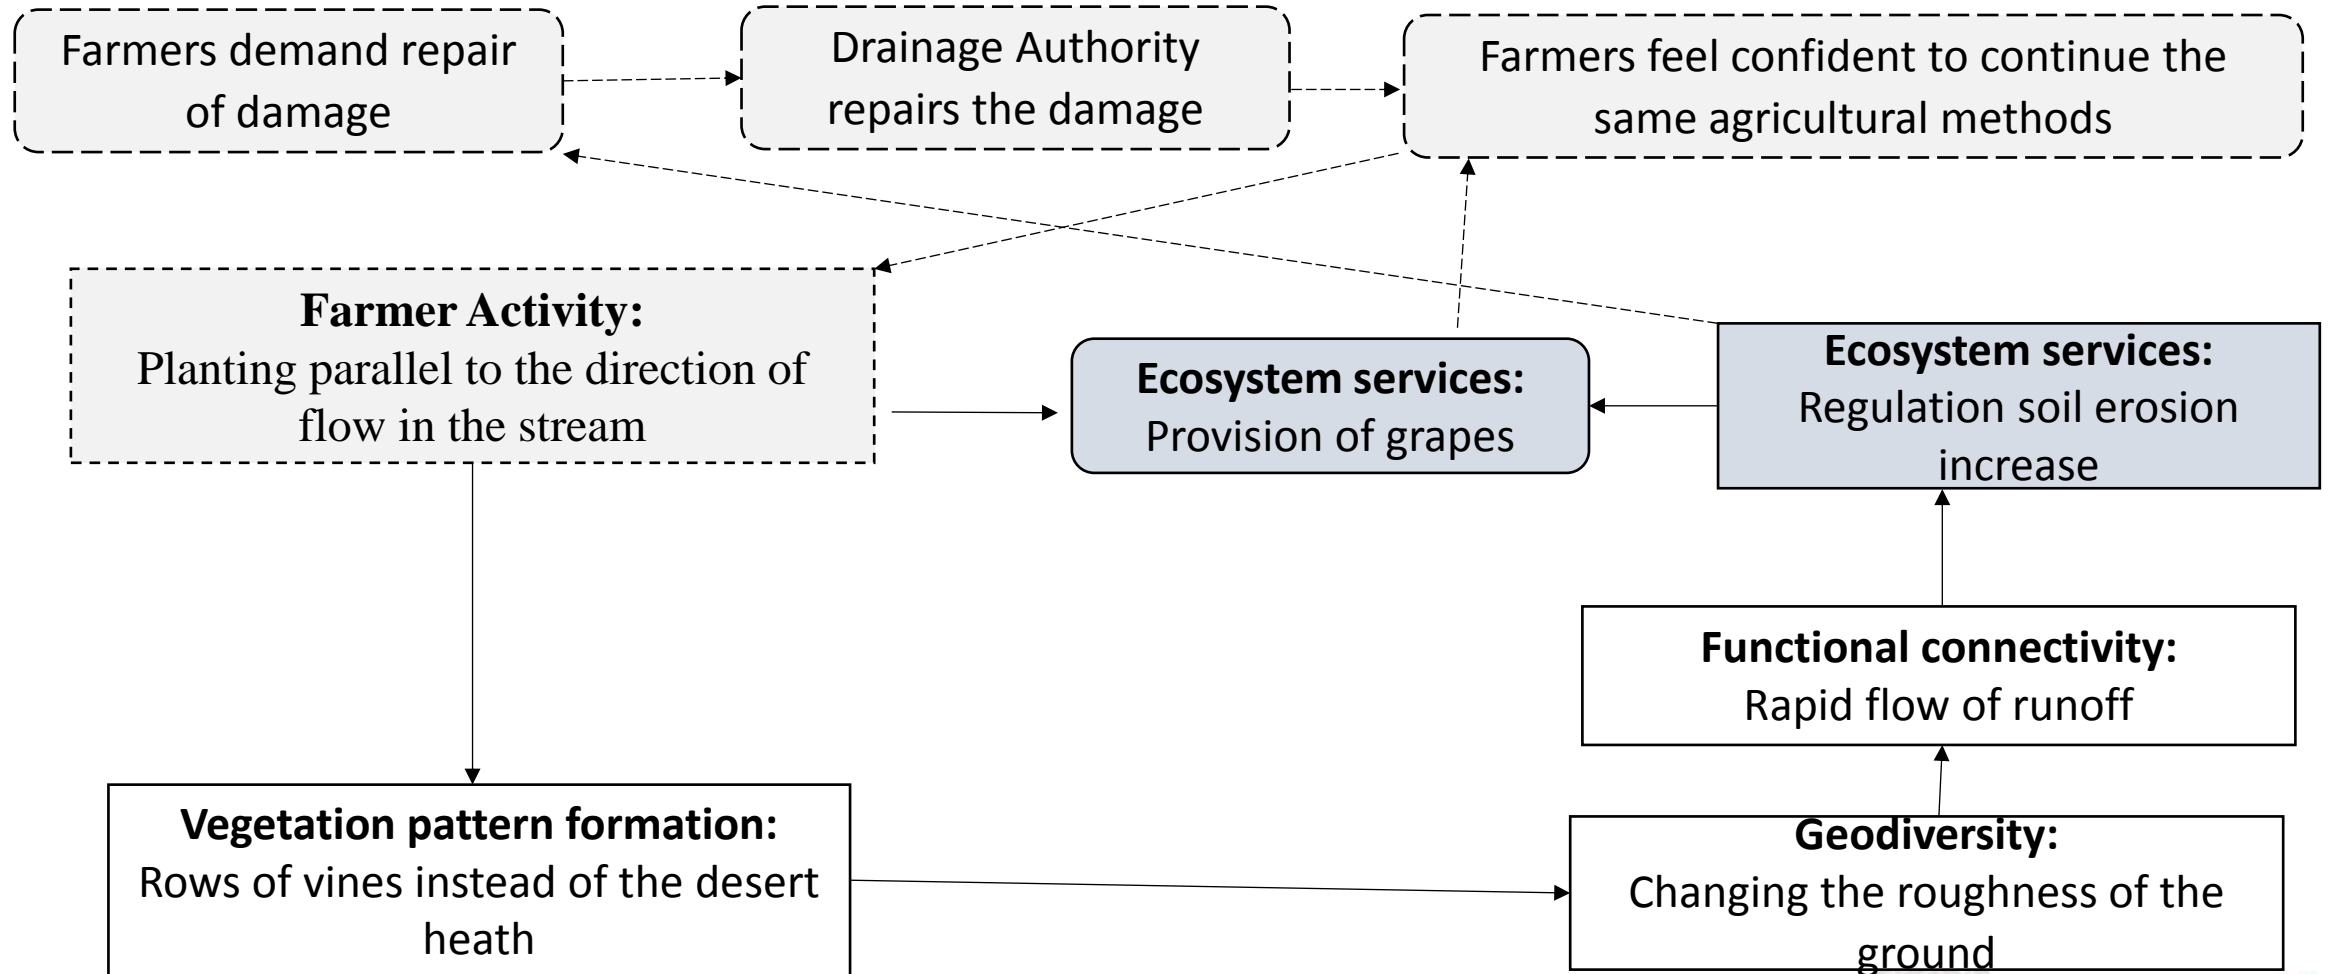 Farmers demand repair
of damage
Drainage Authority
repairs the damage
Farmers feel confident to continue the
same agricultural methods
Farmer Activity:
Planting parallel to the direction of
flow in the stream
Ecosystem services:
Provision of grapes
Ecosystem services:
Regulation soil erosion
increase
Functional connectivity:
Rapid flow of runoff
Vegetation pattern formation:
Rows of vines instead of the desert
heath
Geodiversity:
Changing the roughness of the
ground